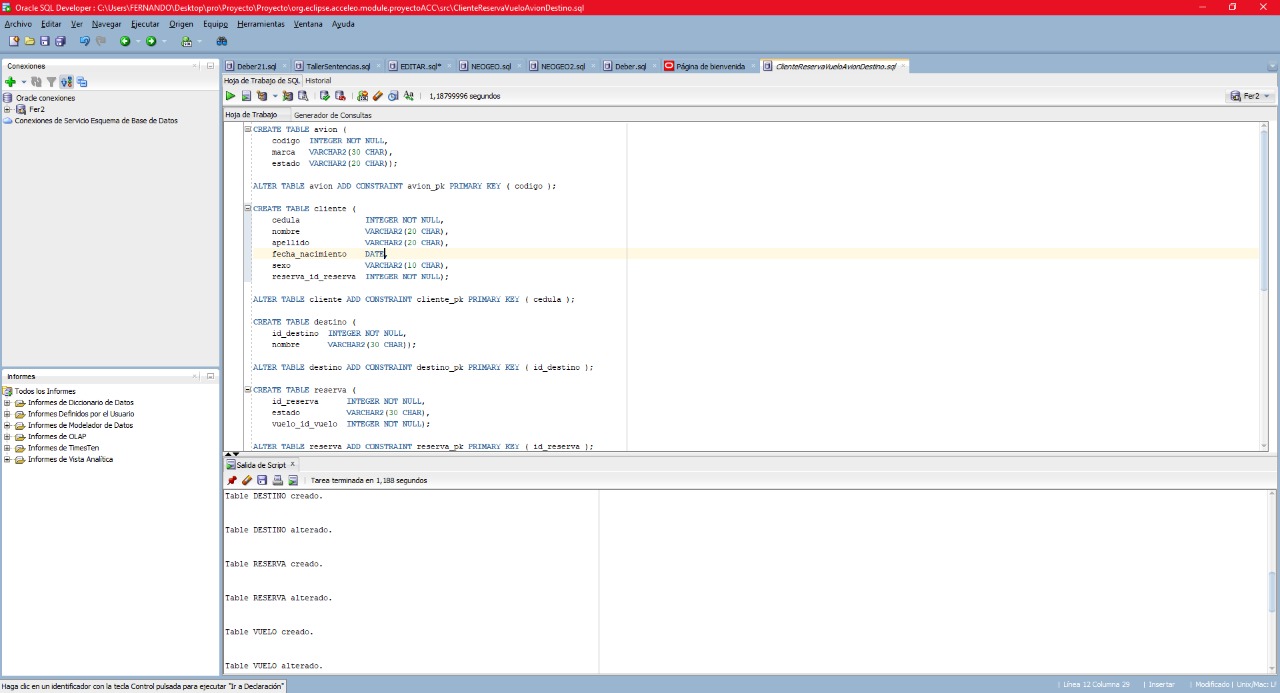 Oracle SQL Developer : C:\Users\FERNANDO\Desktop\pro\Proyecto\Proyecto\org.eclipse.acceleo.module.proyectoACC\src\ClienteReservaVueloAvionDestino.sql
Archivo Editar Ver Navegar Ejecutar Origen Equipo Herramientas Ventana Ayuda
Conexiones
Oracle conexiones
Fer2
Conexiones de Servicio Esquema de Base de Datos
Informes
Todos los Informes
Informes de Diccionario de Datos
Informes Definidos por el Usuario
Informes de Modelador de Datos
Informes de OLAP
Informes de TimesTen
Informes de Vista Analítica
Deber21.sql TallerSentencias.sql EDITAR.sql* NEOGEO.sql NEOGEO2.sql Deber.sql Página de bienvenida ClienteReservaVueloAvionDestino.sql
Hoja de Trabajo de SQL Historial
1,18799996 segundos
Fer2
Hoja de Trabajo Generador de Consultas
CREATE TABLE avion (
codigo INTEGER NOT NULL,
marca VARCHAR2(30 CHAR),
estado VARCHAR2(20 CHAR));
ALTER TABLE avion ADD CONSTRAINT avion_pk PRIMARY KEY ( codigo );
CREATE TABLE cliente (
cedula INTEGER NOT NULL,
nombre VARCHAR2(20 CHAR),
apellido VARCHAR2(20 CHAR),
fecha_nacimiento DATE,
sexo VARCHAR2(10 CHAR),
reserva_id_reserva INTEGER NOT NULL);
ALTER TABLE cliente ADD CONSTRAINT cliente_pk PRIMARY KEY ( cedula );
CREATE TABLE destino (
id_destino INTEGER NOT NULL,
nombre VARCHAR2(30 CHAR));
ALTER TABLE destino ADD CONSTRAINT destino_pk PRIMARY KEY ( id_destino );
CREATE TABLE reserva (
id_reserva INTEGER NOT NULL,
estado VARCHAR2(30 CHAR),
vuelo_id_vuelo INTEGER NOT NULL);
ALTER TABLE reserva ADD CONSTRAINT reserva_pk PRIMARY KEY ( id_reserva );
Salida de Script
Tarea terminada en 1,188 segundos
Table DESTINO creado.
Table DESTINO alterado.
Table RESERVA creado.
Table RESERVA alterado.
Table VUELO creado.
Table VUELO alterado.
Haga clic en un identificador con la tecla Control pulsada para ejecutar "Ir a Declaración"
Línea 12 Columna 29 Insertar Modificado Unix/Mac: LF